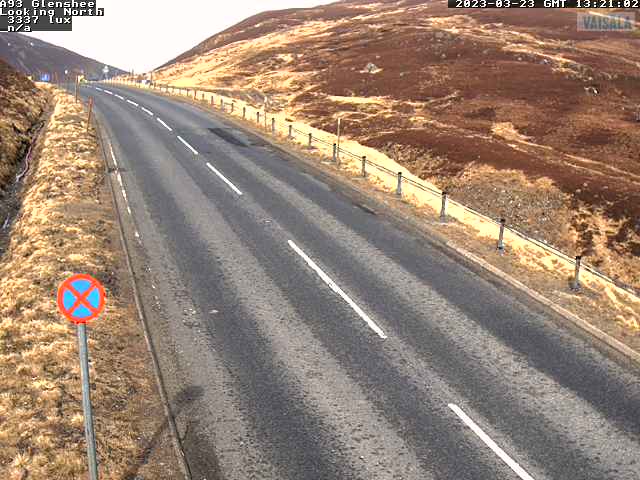 A93 Glenshee
Looking North
3337 lux
n/a
2023-03-23 GMT 13:21:02
VAISALA